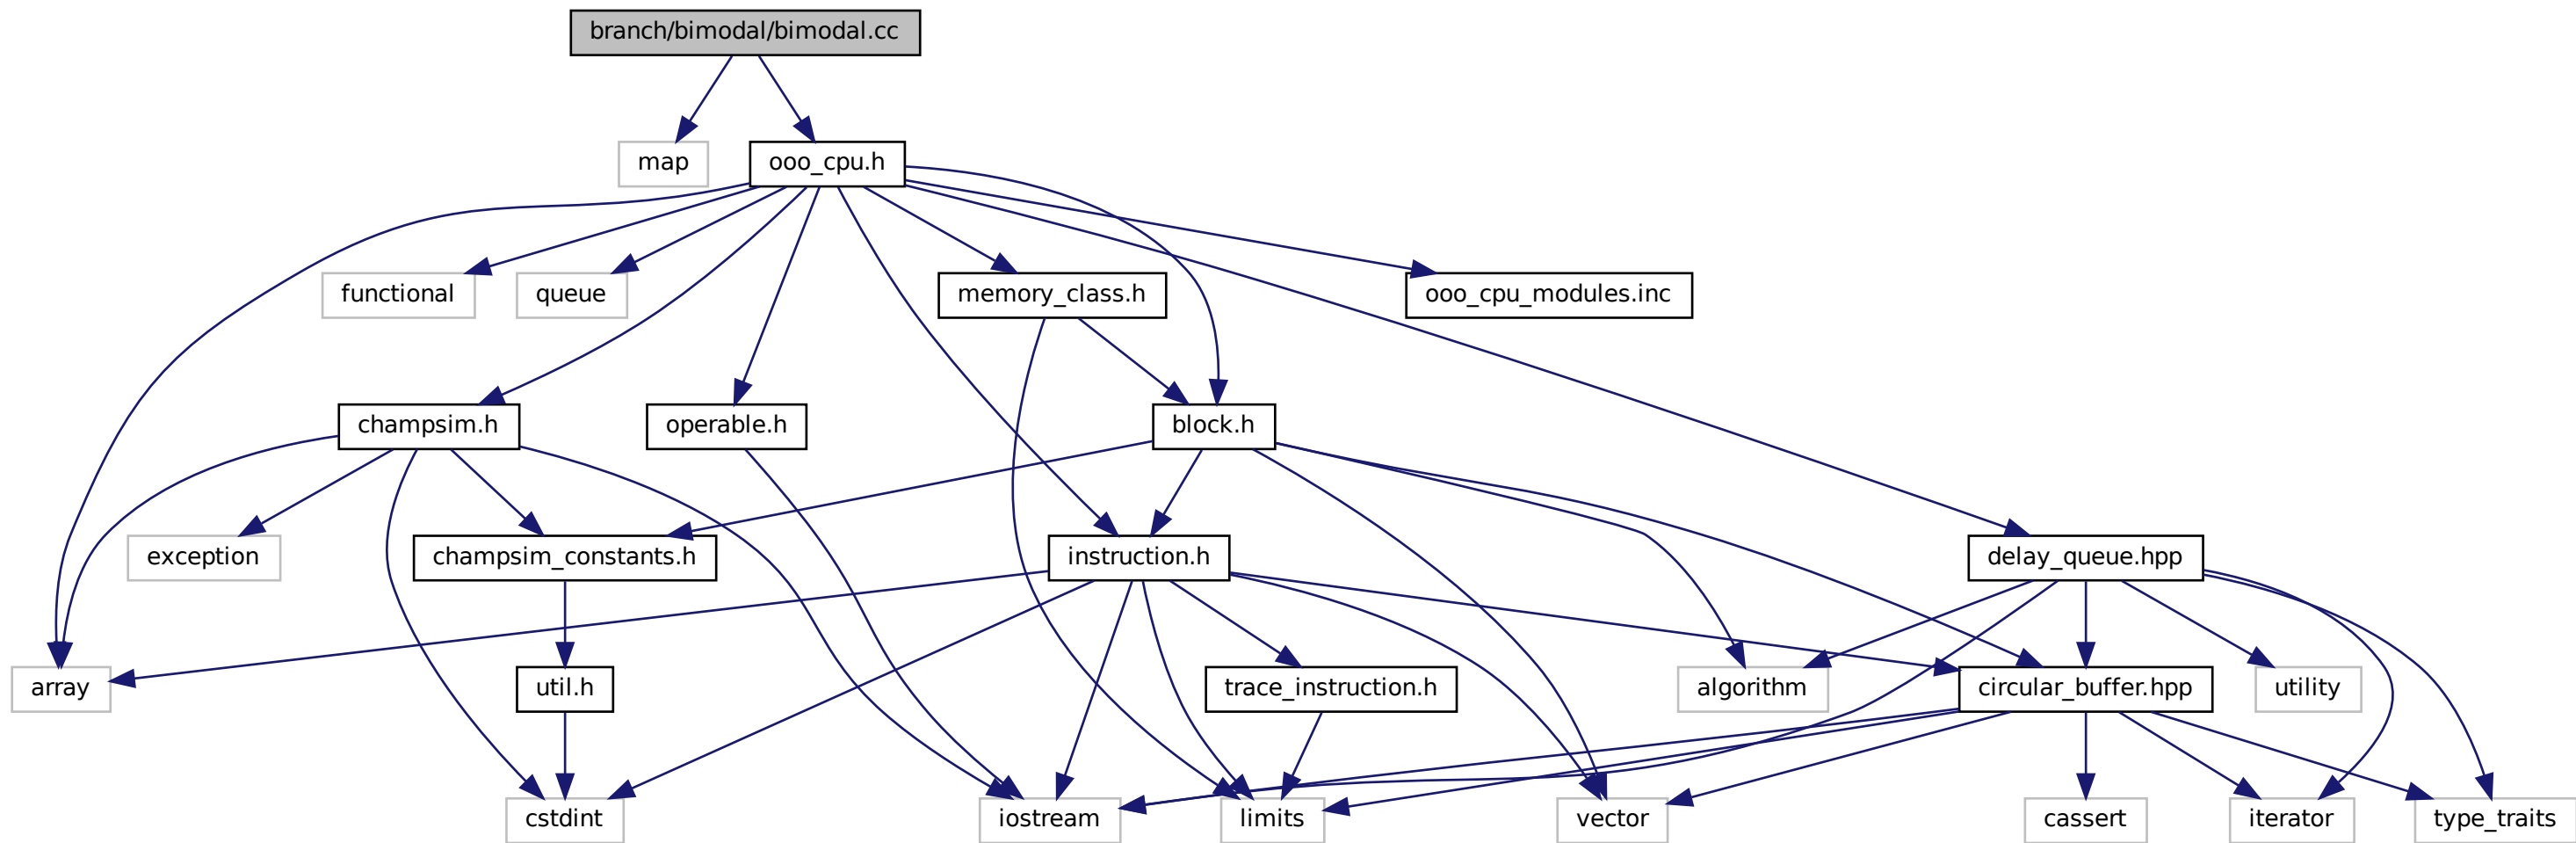 branch/bimodal/bimodal.cc
map
ooo_cpu.h
functional
queue
memory_class.h
ooo_cpu_modules.inc
champsim.h
operable.h
block.h
exception
champsim_constants.h
instruction.h
delay_queue.hpp
array
util.h
trace_instruction.h
algorithm
circular_buffer.hpp
utility
cstdint
iostream
limits
vector
cassert
iterator
type_traits